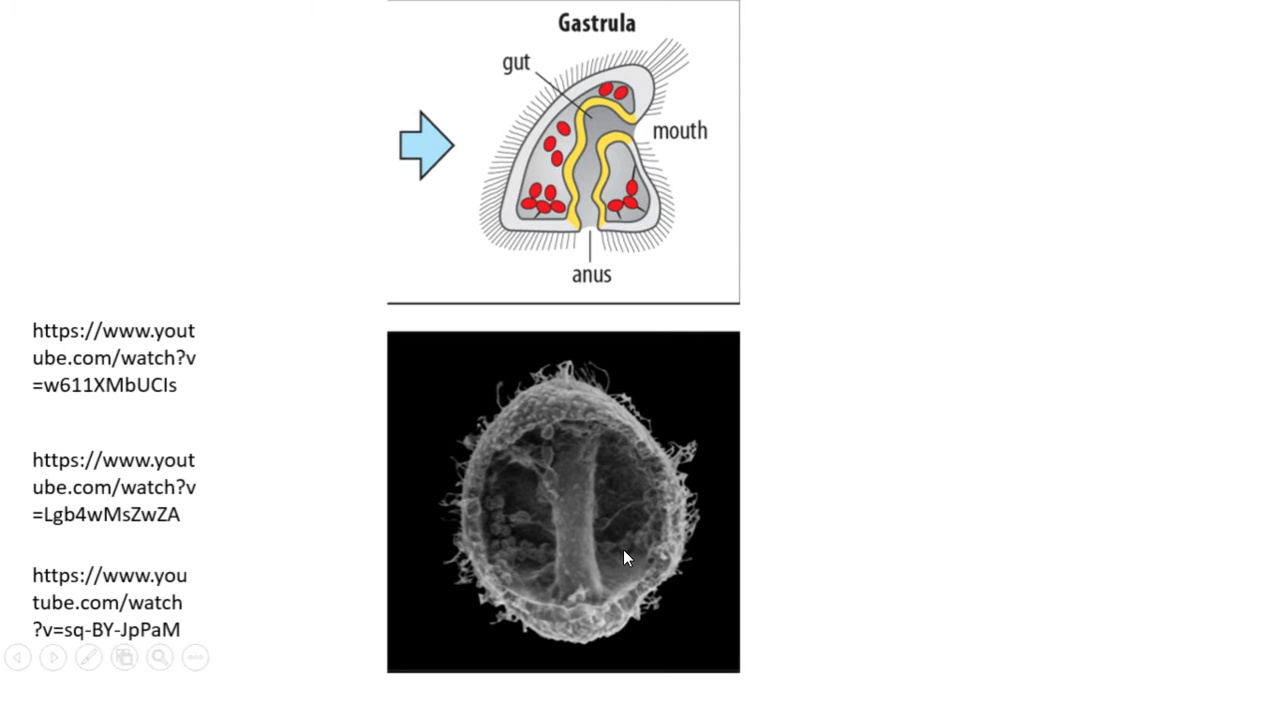 Gastrula
gut
mouth
anus
https://www.yout
ube.com/watch?v
=w611XMbUCIs
https://www.yout
ube.com/watch?v
=Lgb4wMsZwZA
https://www.you
tube.com/watch
?v=sq-BY-JpPaM